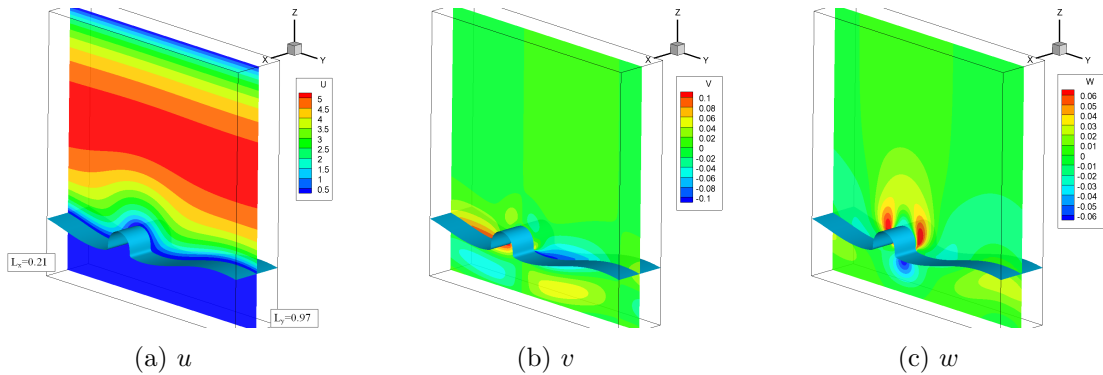 Z
X
Y
U
5
4.5
4
3.5
3
2.5
2
1.5
1
0.5
Lₓ=0.21
Lᵧ=0.97
(a) u
Z
X
Y
V
0.1
0.08
0.06
0.04
0.02
0
-0.02
-0.04
-0.06
-0.08
-0.1
(b) v
Z
X
Y
W
0.06
0.05
0.04
0.03
0.02
0.01
0
-0.01
-0.02
-0.03
-0.04
-0.05
-0.06
(c) w